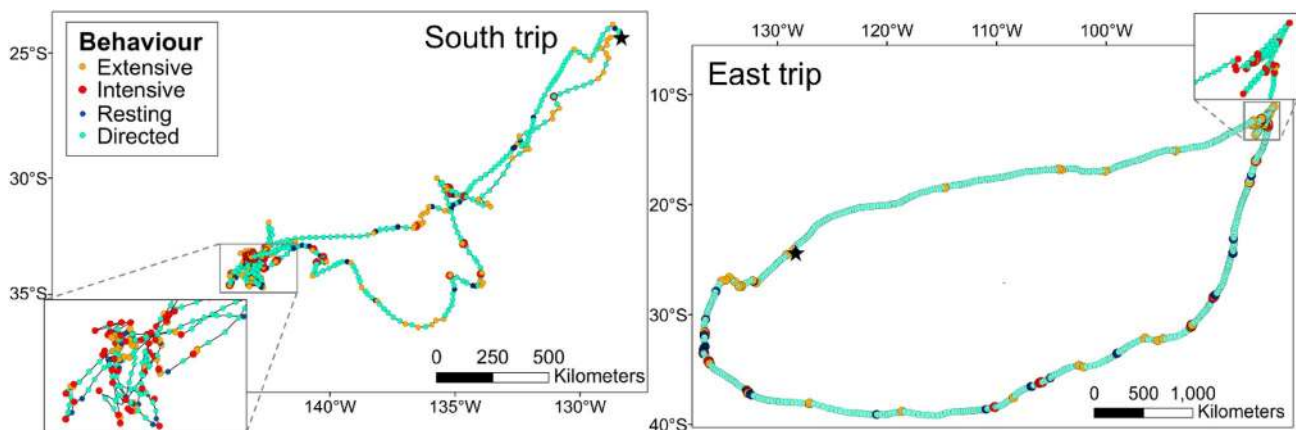 South trip
Behaviour
Extensive
Intensive
Resting
Directed
25°S
30°S
35°S
0 250 500
Kilometers
140°W 135°W 130°W
130°W 120°W 110°W 100°W
East trip
10°S
20°S
30°S
40°S
0 500 1,000
Kilometers